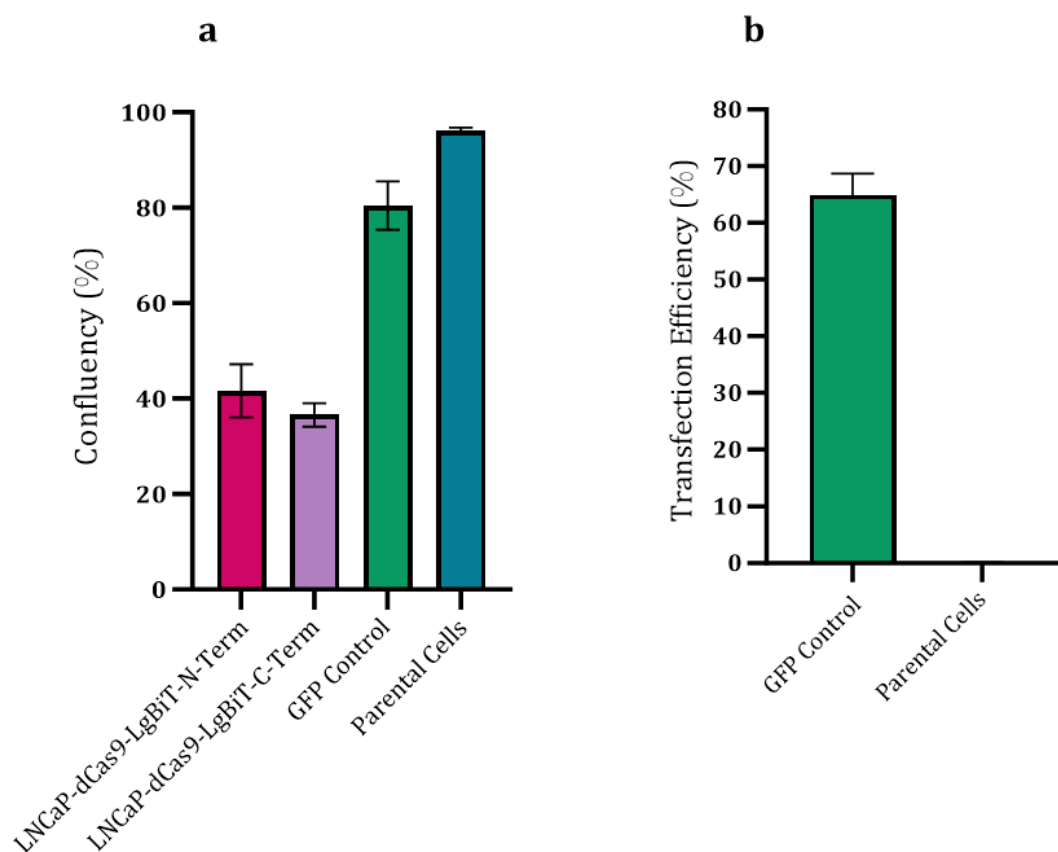 a
Confluency (%)
100
80
60
40
20
0
LNCaP-dCas9-LgBiT-N-Term
LNCaP-dCas9-LgBiT-C-Term
GFP Control
Parental Cells
b
Transfection Efficiency (%)
80
70
60
50
40
30
20
10
0
GFP Control
Parental Cells